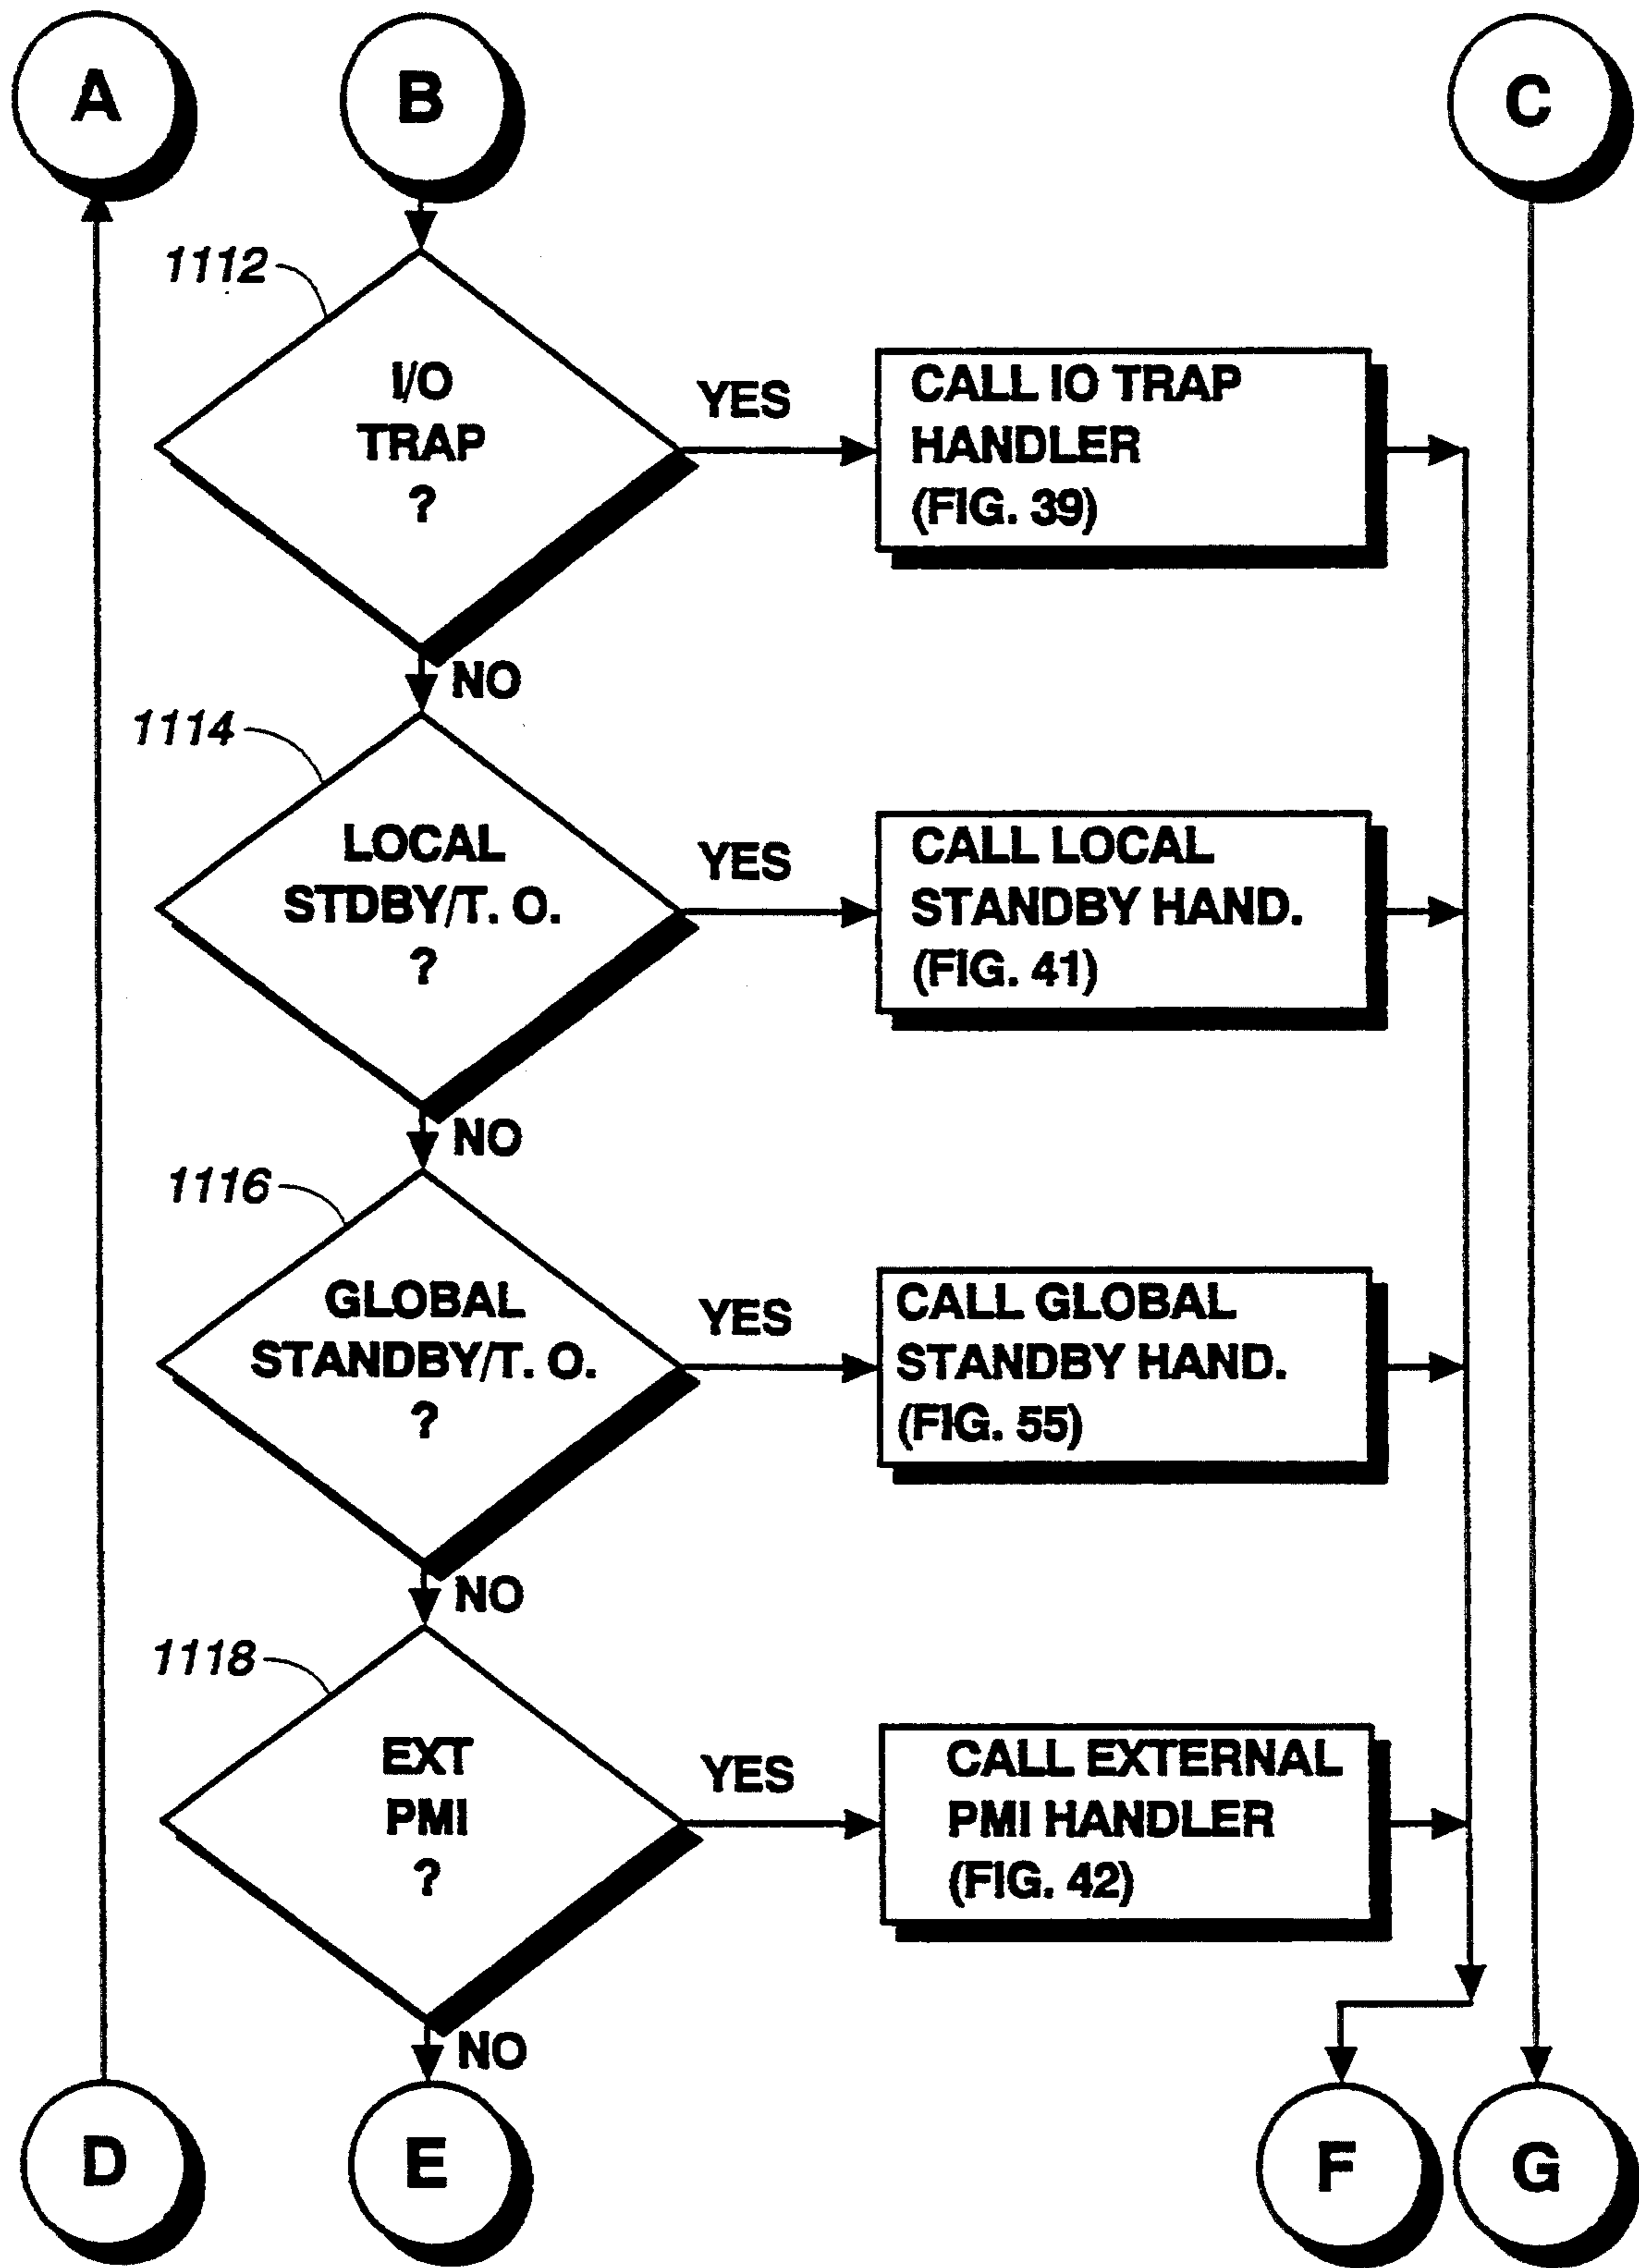 A
B
C
1112
I/O
TRAP
?
YES
CALL IO TRAP
HANDLER
(FIG. 39)
NO
1114
LOCAL
STDBY/T. O.
?
YES
CALL LOCAL
STANDBY HAND.
(FIG. 41)
NO
1116
GLOBAL
STANDBY/T. O.
?
YES
CALL GLOBAL
STANDBY HAND.
(FIG. 55)
NO
1118
EXT
PMI
?
YES
CALL EXTERNAL
PMI HANDLER
(FIG. 42)
NO
D
E
F
G